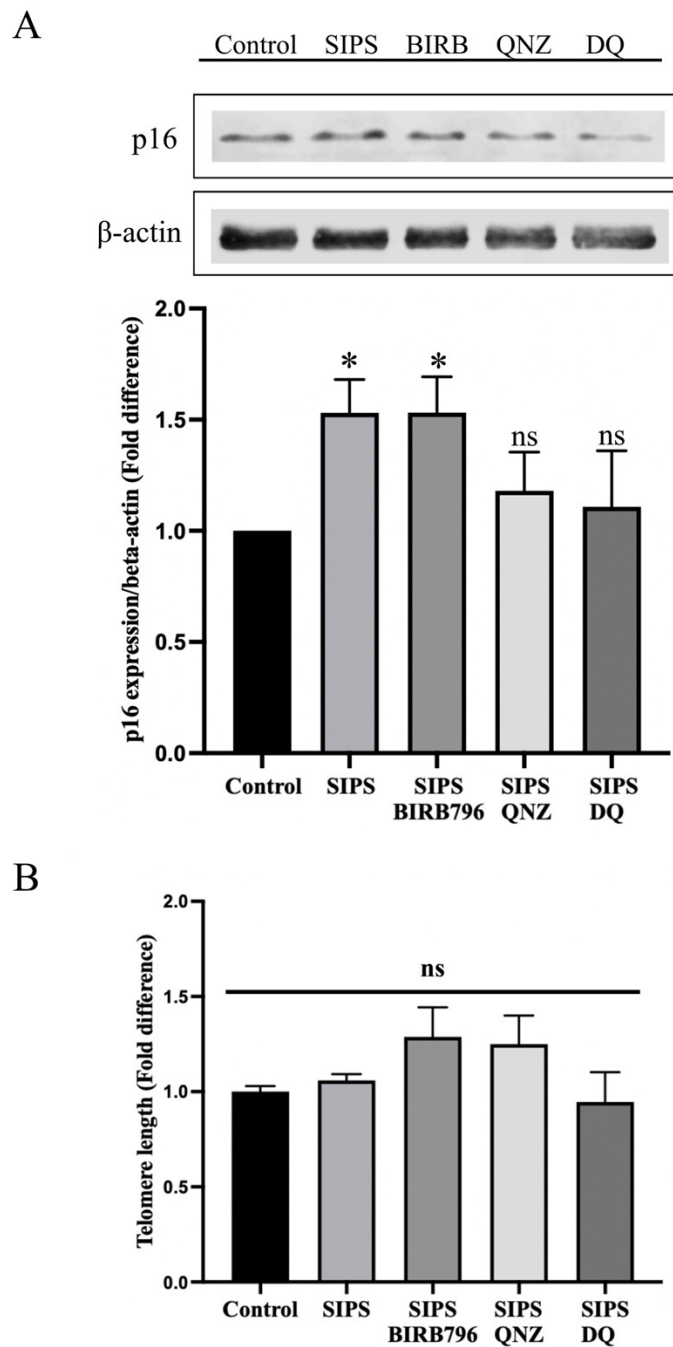 A
Control SIPS BIRB QNZ DQ
p16
β-actin
p16 expression/beta-actin (Fold difference)
2.0
1.5
1.0
0.5
0.0
*
*
ns
ns
Control SIPS SIPS SIPS SIPS
BIRB796 QNZ DQ
B
Telomere length (Fold difference)
2.0
1.5
1.0
0.5
0.0
ns
Control SIPS SIPS SIPS SIPS
BIRB796 QNZ DQ